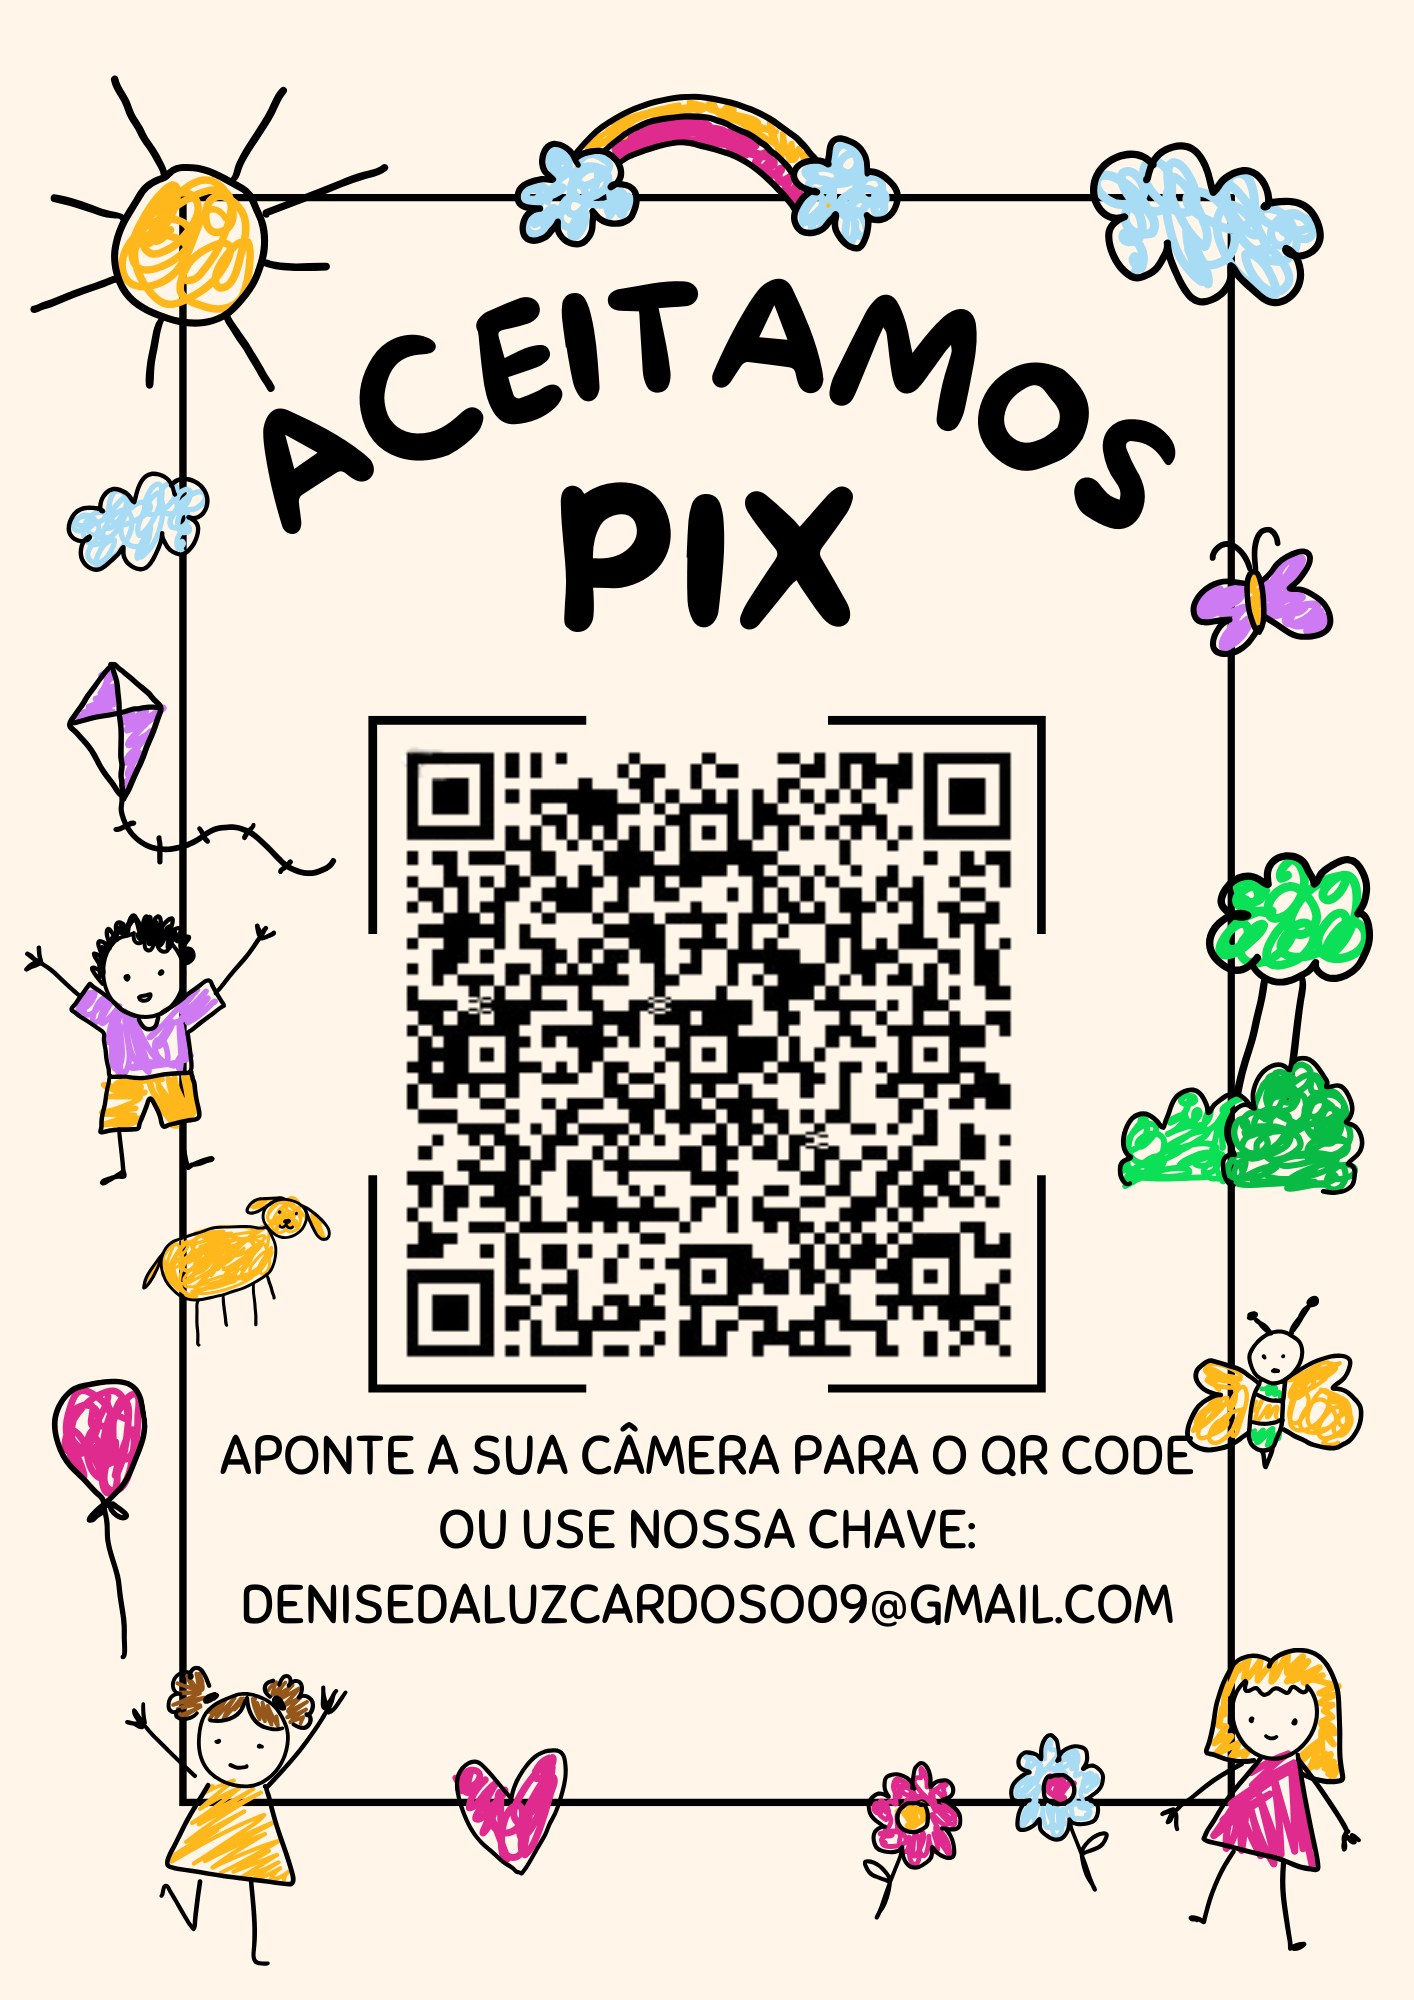 ACEITAMOS
PIX
APONTE A SUA CÂMERA PARA O QR CODE
OU USE NOSSA CHAVE:
DENISEDALUZCARDOSO09@GMAIL.COM